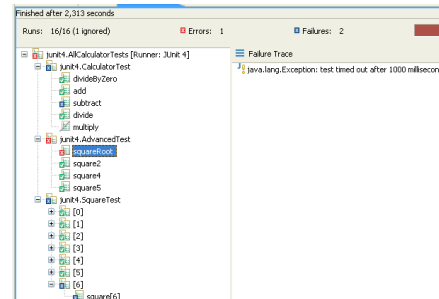 Finished after 2,313 seconds
Runs: 16/16 (1 ignored) Errors: 1 Failures: 2
junit4.AllCalculatorTests [Runner: JUnit 4]
junit4.CalculatorTest
divideByZero
add
subtract
divide
multiply
junit4.AdvancedTest
squareRoot
square2
square4
square5
junit4.SquareTest
[0]
[1]
[2]
[3]
[4]
[5]
[6]
square[6]
Failure Trace
java.lang.Exception: test timed out after 1000 millisecon